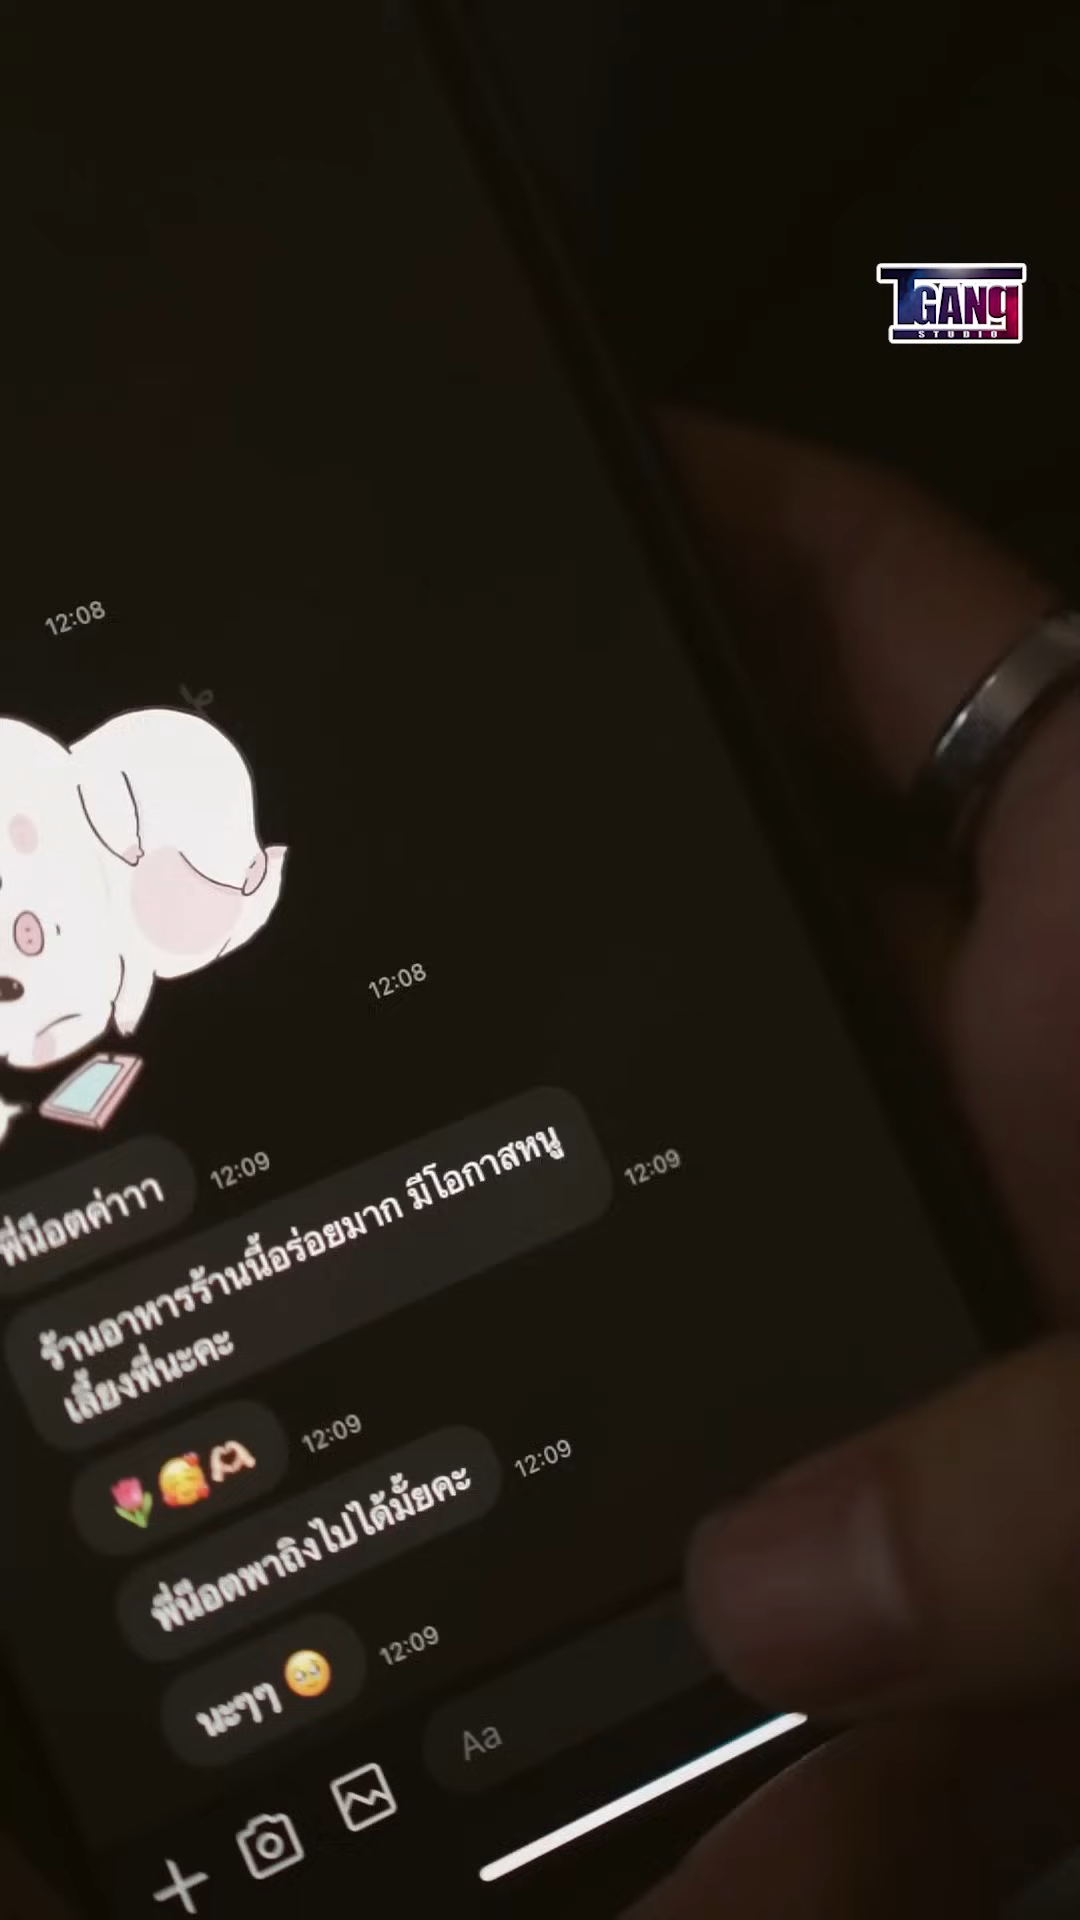 TGANG
STUDIO
12:08
12:08
พี่น็อตค่าาา
12:09
ร้านอาหารร้านนี้อร่อยมาก มีโอกาสหนู
เลี้ยงพี่นะคะ
12:09
12:09
พี่น็อตพาถิงไปได้มั้ยคะ
12:09
นะๆๆ 🥹
12:09
Aa